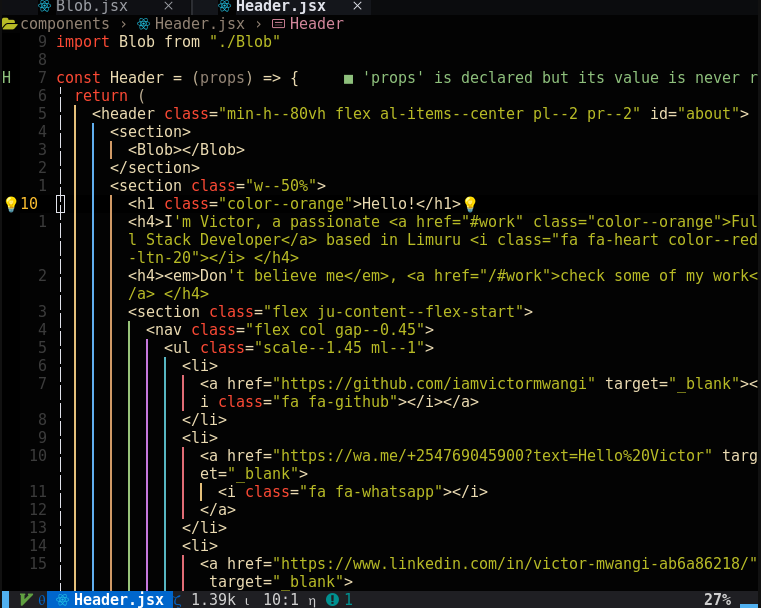 Blob.jsx × Header.jsx ×
components › Header.jsx › Header
9 import Blob from "./Blob"
8
H 7 const Header = (props) => { ■ 'props' is declared but its value is never r
6 return (
5 <header class="min-h--80vh flex al-items--center pl--2 pr--2" id="about">
4 <section>
3 <Blob></Blob>
2 </section>
1 <section class="w--50%">
10 <h1 class="color--orange">Hello!</h1>
1 <h4>I'm Victor, a passionate <a href="#work" class="color--orange">Ful
l Stack Developer</a> based in Limuru <i class="fa fa-heart color--red
-ltn-20"></i> </h4>
2 <h4><em>Don't believe me</em>, <a href="/#work">check some of my work<
/a> </h4>
3 <section class="flex ju-content--flex-start">
4 <nav class="flex col gap--0.45">
5 <ul class="scale--1.45 ml--1">
6 <li>
7 <a href="https://github.com/iamvictormwangi" target="_blank"><
i class="fa fa-github"></i></a>
8 </li>
9 <li>
10 <a href="https://wa.me/+254769045900?text=Hello%20Victor" targ
et="_blank">
11 <i class="fa fa-whatsapp"></i>
12 </a>
13 </li>
14 <li>
15 <a href="https://www.linkedin.com/in/victor-mwangi-ab6a86218/"
target="_blank">
Header.jsx 1.39k ι 10:1 η 1 27%